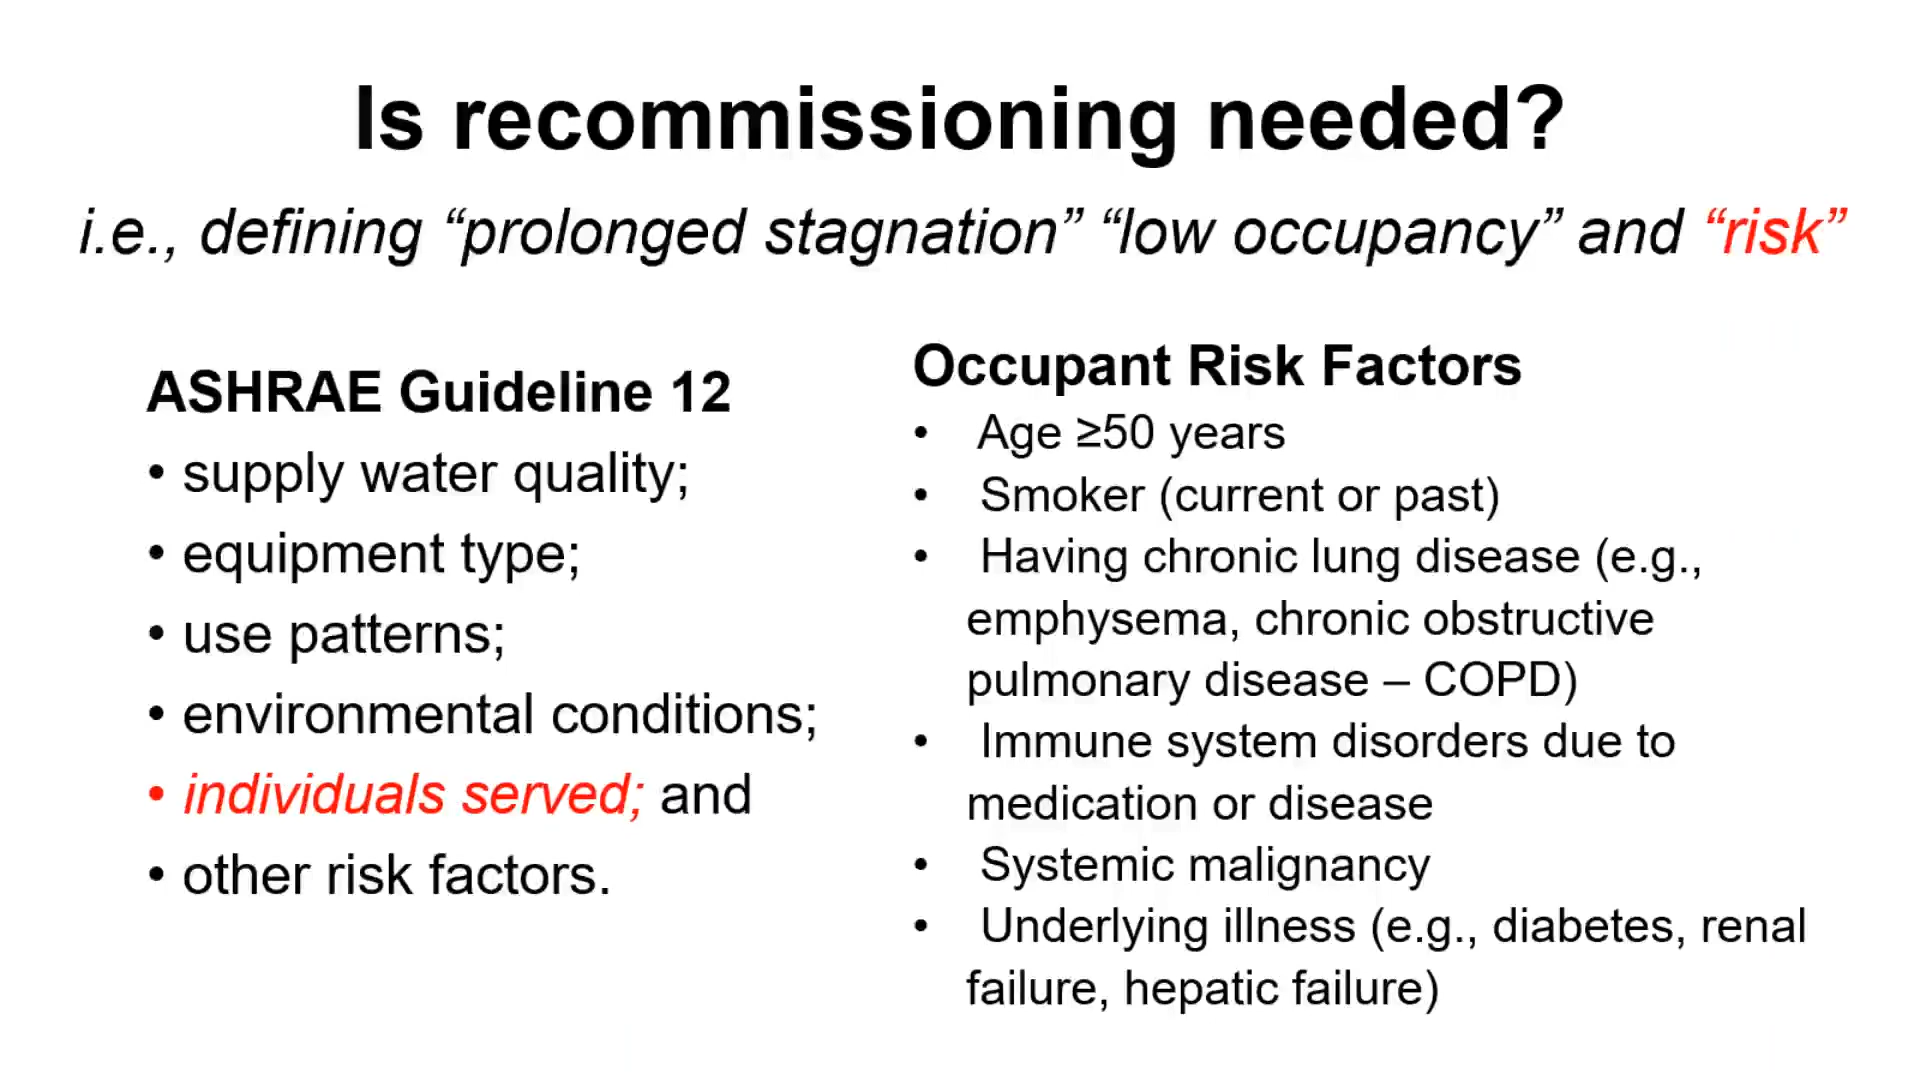 Is recommissioning needed?
i.e., defining “prolonged stagnation” “low occupancy” and “risk”
ASHRAE Guideline 12
• supply water quality;
• equipment type;
• use patterns;
• environmental conditions;
• individuals served; and
• other risk factors.
Occupant Risk Factors
• Age ≥50 years
• Smoker (current or past)
• Having chronic lung disease (e.g.,
emphysema, chronic obstructive
pulmonary disease – COPD)
• Immune system disorders due to
medication or disease
• Systemic malignancy
• Underlying illness (e.g., diabetes, renal
failure, hepatic failure)